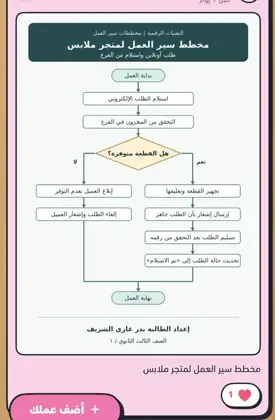 التقنيات الرقمية | مخططات سير العمل
مخطط سير العمل لمتجر ملابس
طلب أونلاين واستلام من الفرع
بداية العمل
استلام الطلب الإلكتروني
التحقق من المخزون في الفرع
هل القطعة متوفرة؟
نعم
لا
تجهيز القطعة وتغليفها
إبلاغ العميل بعدم التوفر
إرسال إشعار بأن الطلب جاهز
إلغاء الطلب وإشعار العميل
تسليم الطلب بعد التحقق من رقمه
تحديث حالة الطلب إلى «تم الاستلام»
نهاية العمل
إعداد الطالبة بدر غازي الشريف
الصف الثالث الثانوي / ١
مخطط سير العمل لمتجر ملابس
1
+ أضف عملك